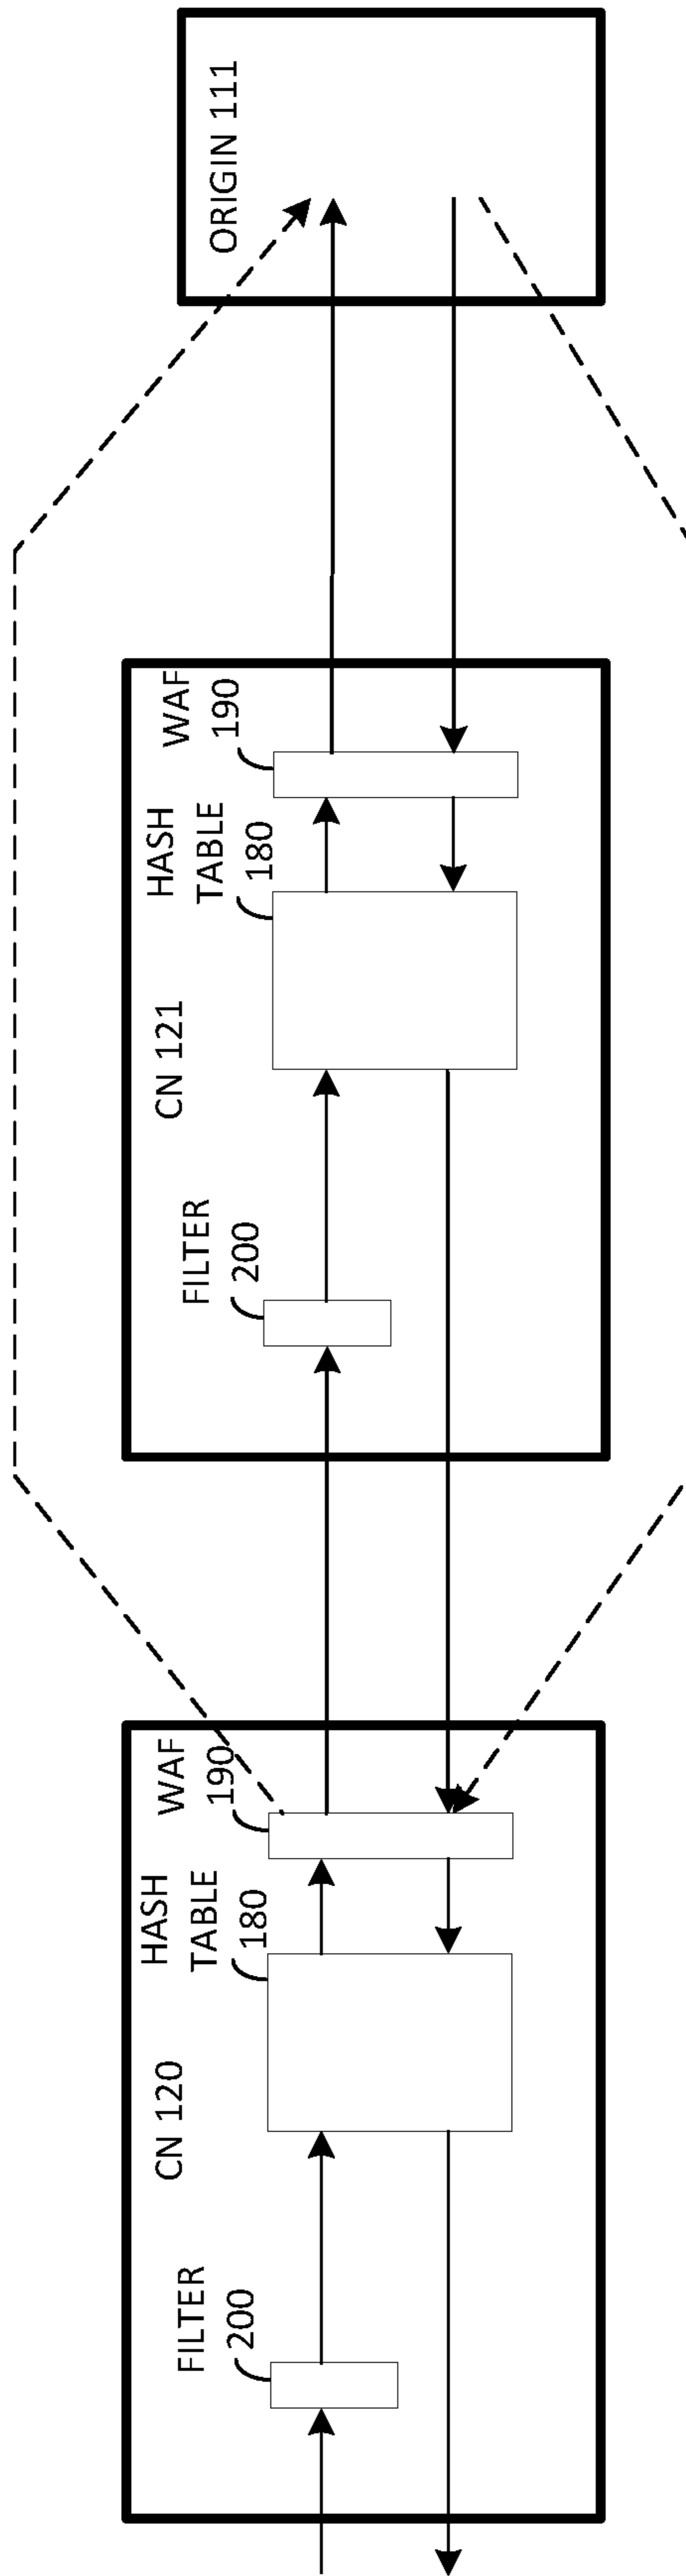 FILTER
200
CN 120
HASH
TABLE
180
WAF
190
FILTER
200
CN 121
HASH
TABLE
180
WAF
190
ORIGIN 111